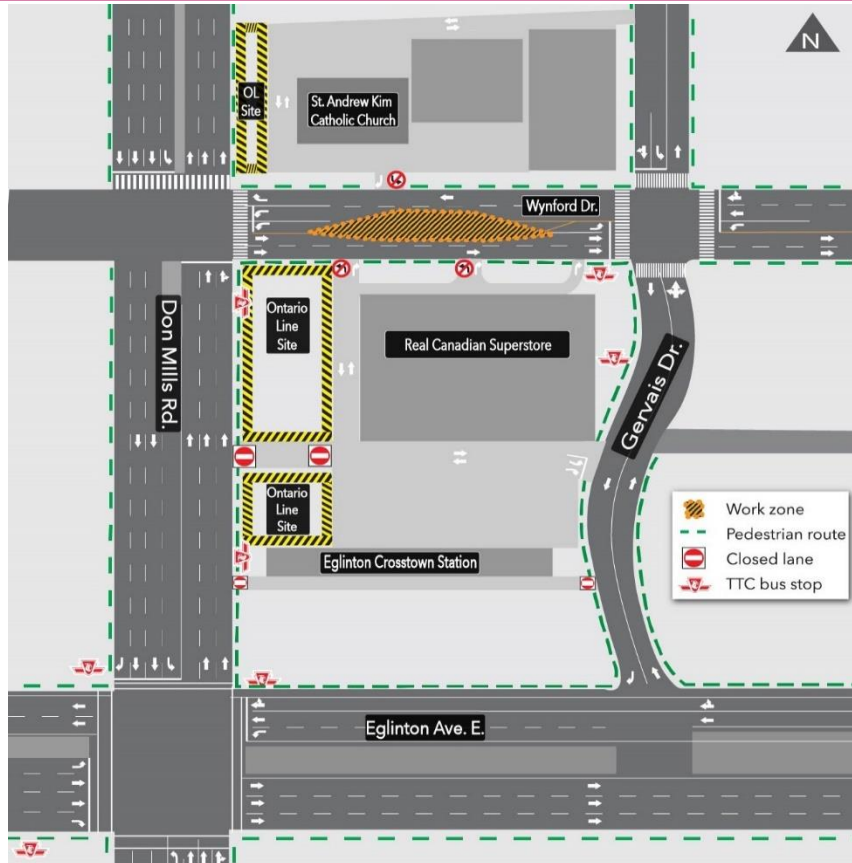 N
OL
Site
St. Andrew Kim
Catholic Church
Wynford Dr.
Ontario
Line
Site
Real Canadian Superstore
Don MIlls Rd.
Gervais Dr.
Ontario
Line
Site
Eglinton Crosstown Station
Work zone
Pedestrian route
Closed lane
TTC bus stop
Eglinton Ave. E.